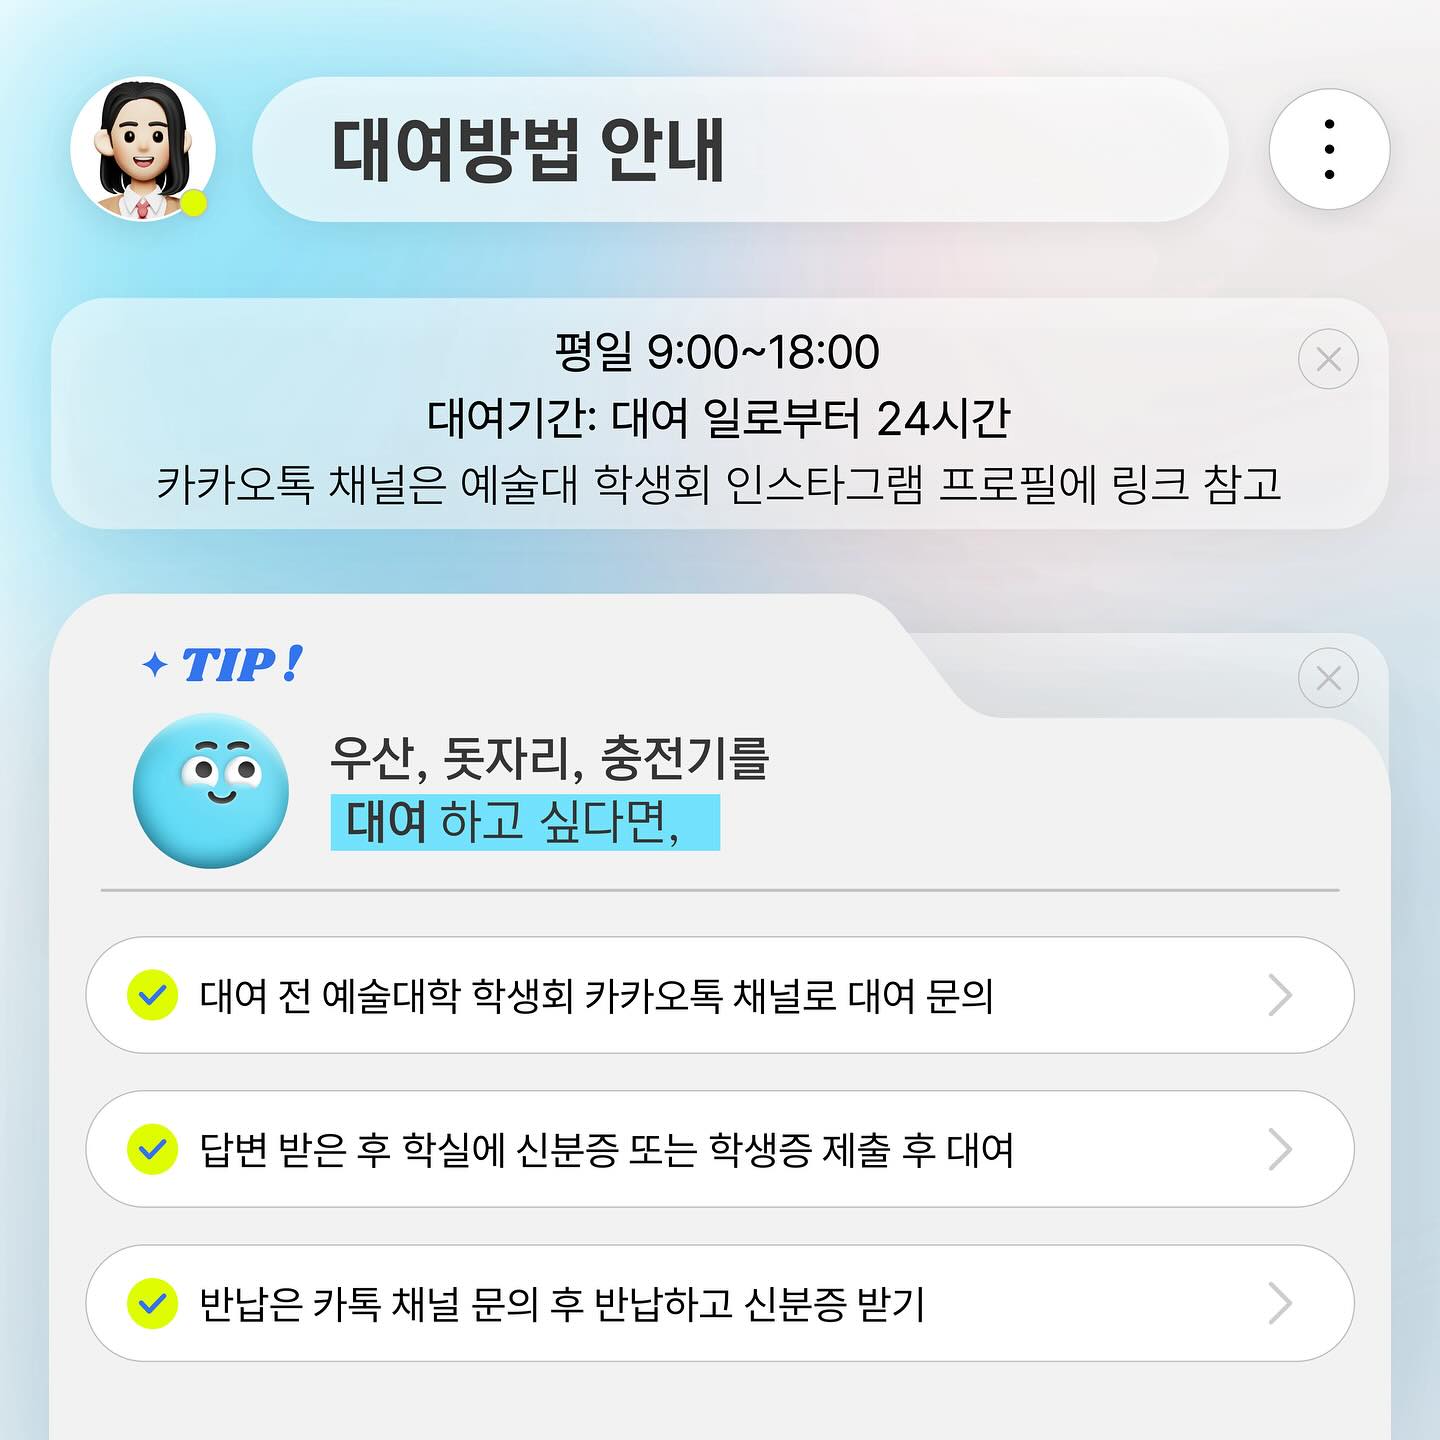 대여방법 안내
평일 9:00~18:00
대여기간: 대여 일로부터 24시간
카카오톡 채널은 예술대 학생회 인스타그램 프로필에 링크 참고
TIP!
우산, 돗자리, 충전기를
대여 하고 싶다면,
대여 전 예술대학 학생회 카카오톡 채널로 대여 문의
답변 받은 후 학실에 신분증 또는 학생증 제출 후 대여
반납은 카톡 채널 문의 후 반납하고 신분증 받기